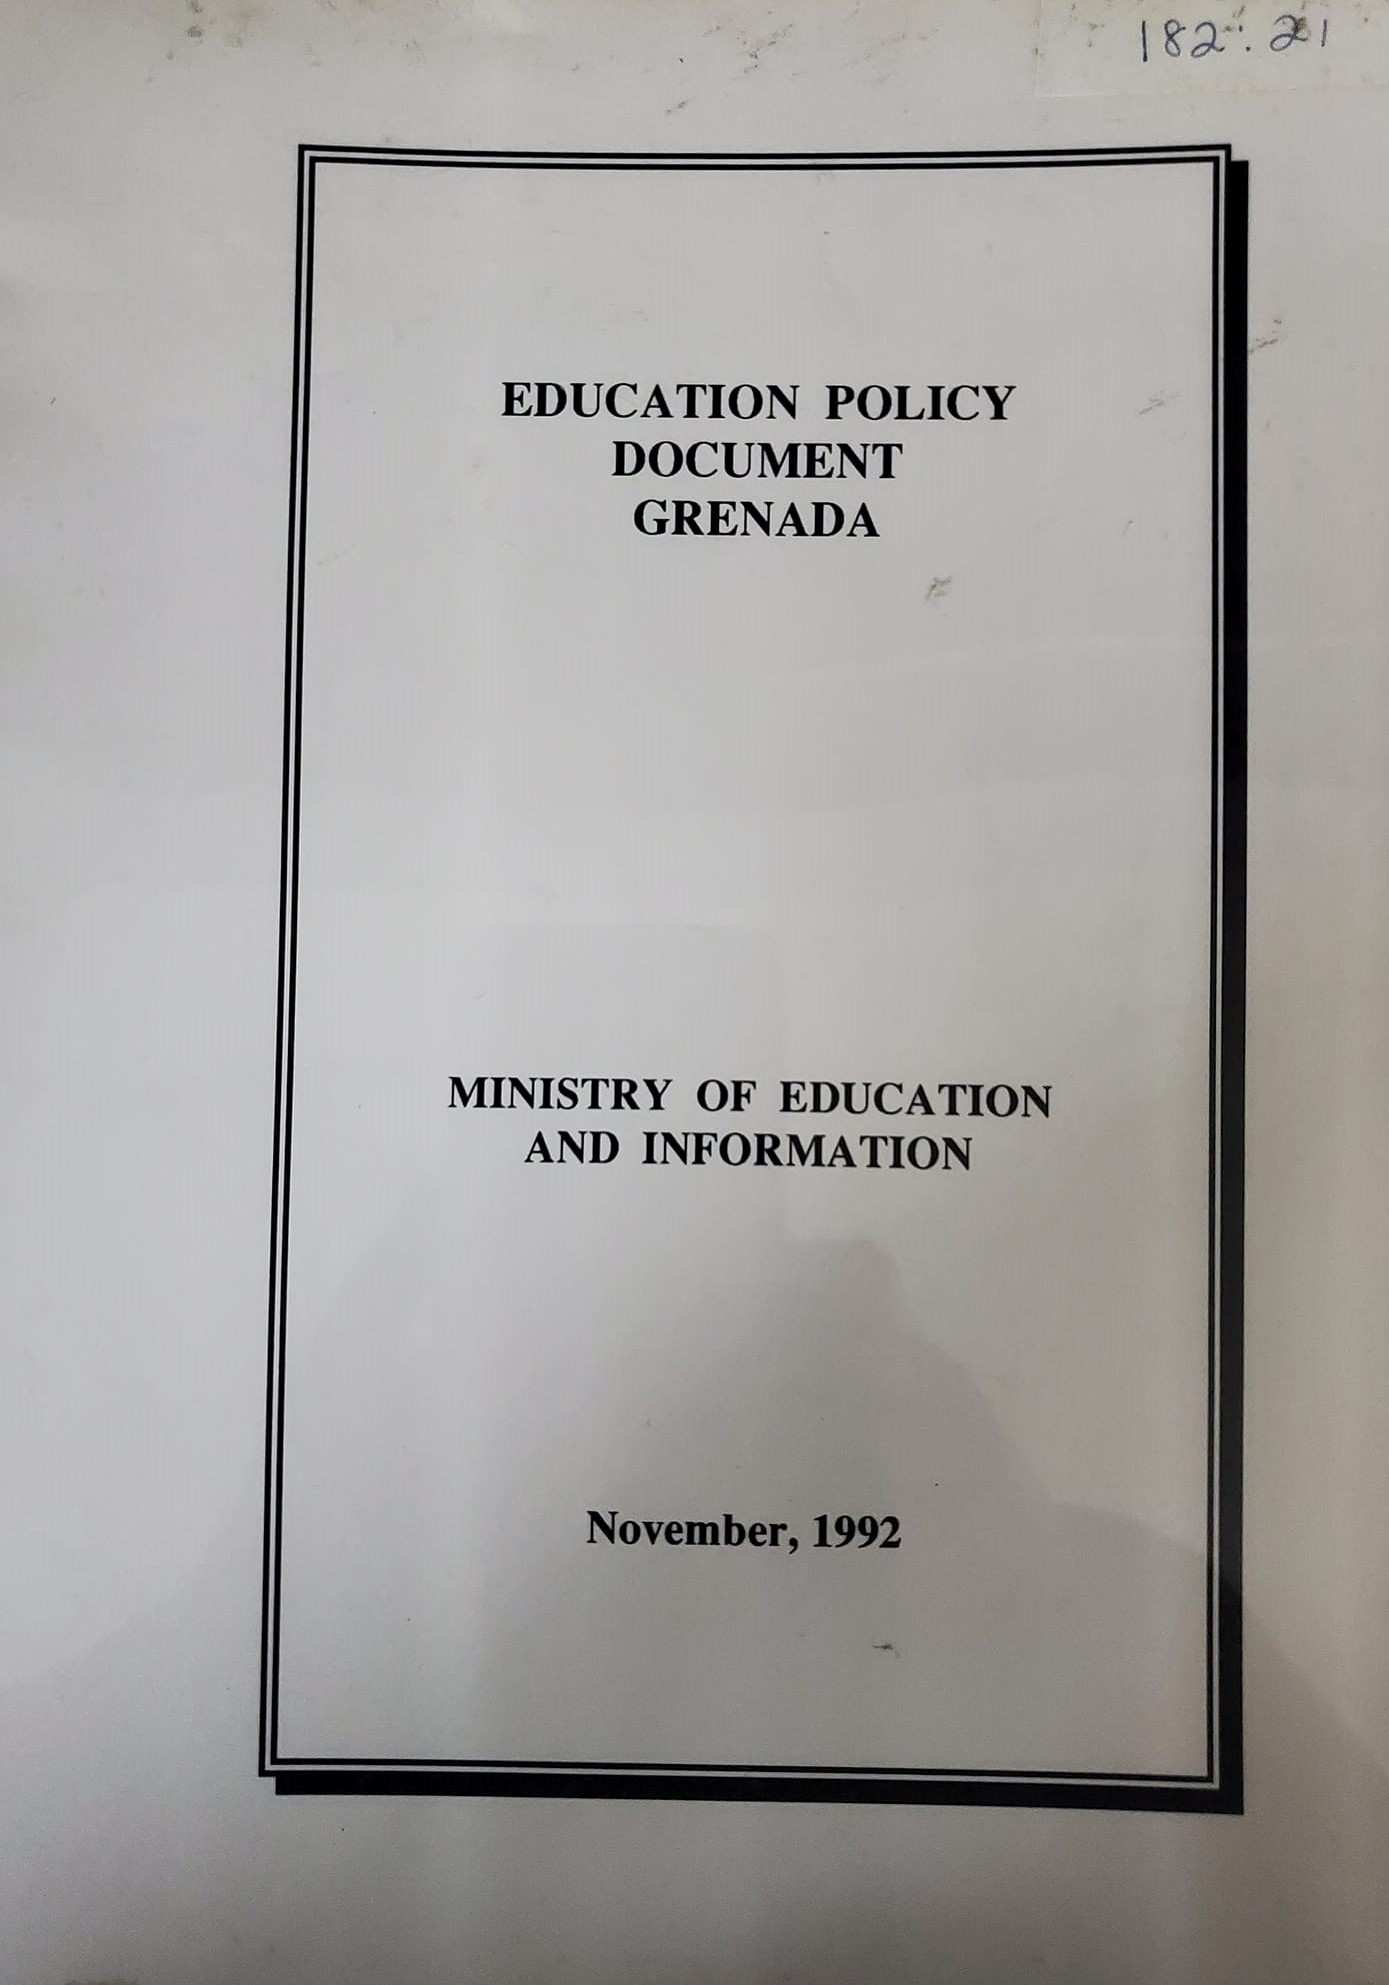 182:21
EDUCATION POLICY
DOCUMENT
GRENADA
MINISTRY OF EDUCATION
AND INFORMATION
November, 1992